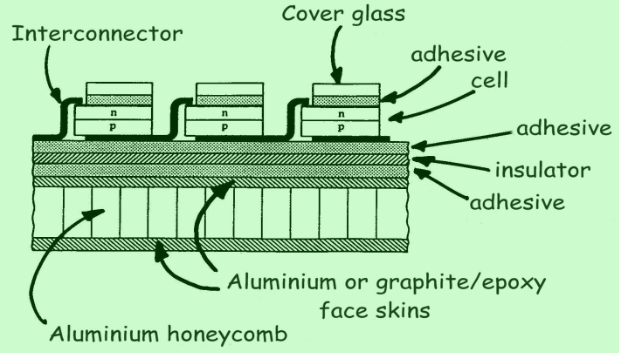 Cover glass
Interconnector
adhesive
cell
n
p
n
p
n
p
adhesive
insulator
adhesive
Aluminium or graphite/epoxy
face skins
Aluminium honeycomb